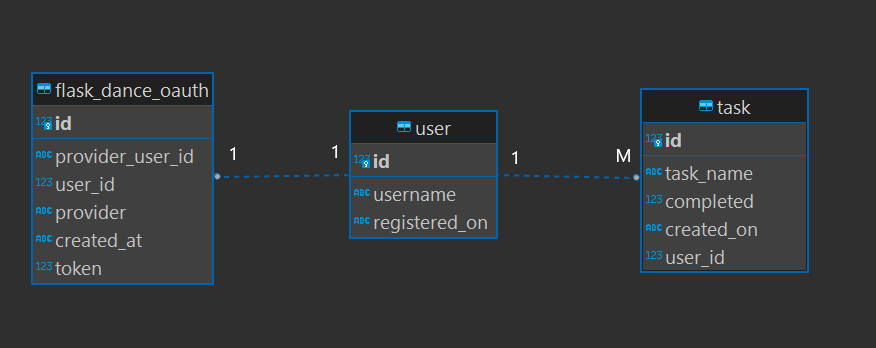 flask_dance_oauth
123 id
ABC provider_user_id
123 user_id
ABC provider
ABC created_at
123 token
1
1
user
123 id
ABC username
ABC registered_on
1
M
task
123 id
ABC task_name
123 completed
ABC created_on
123 user_id